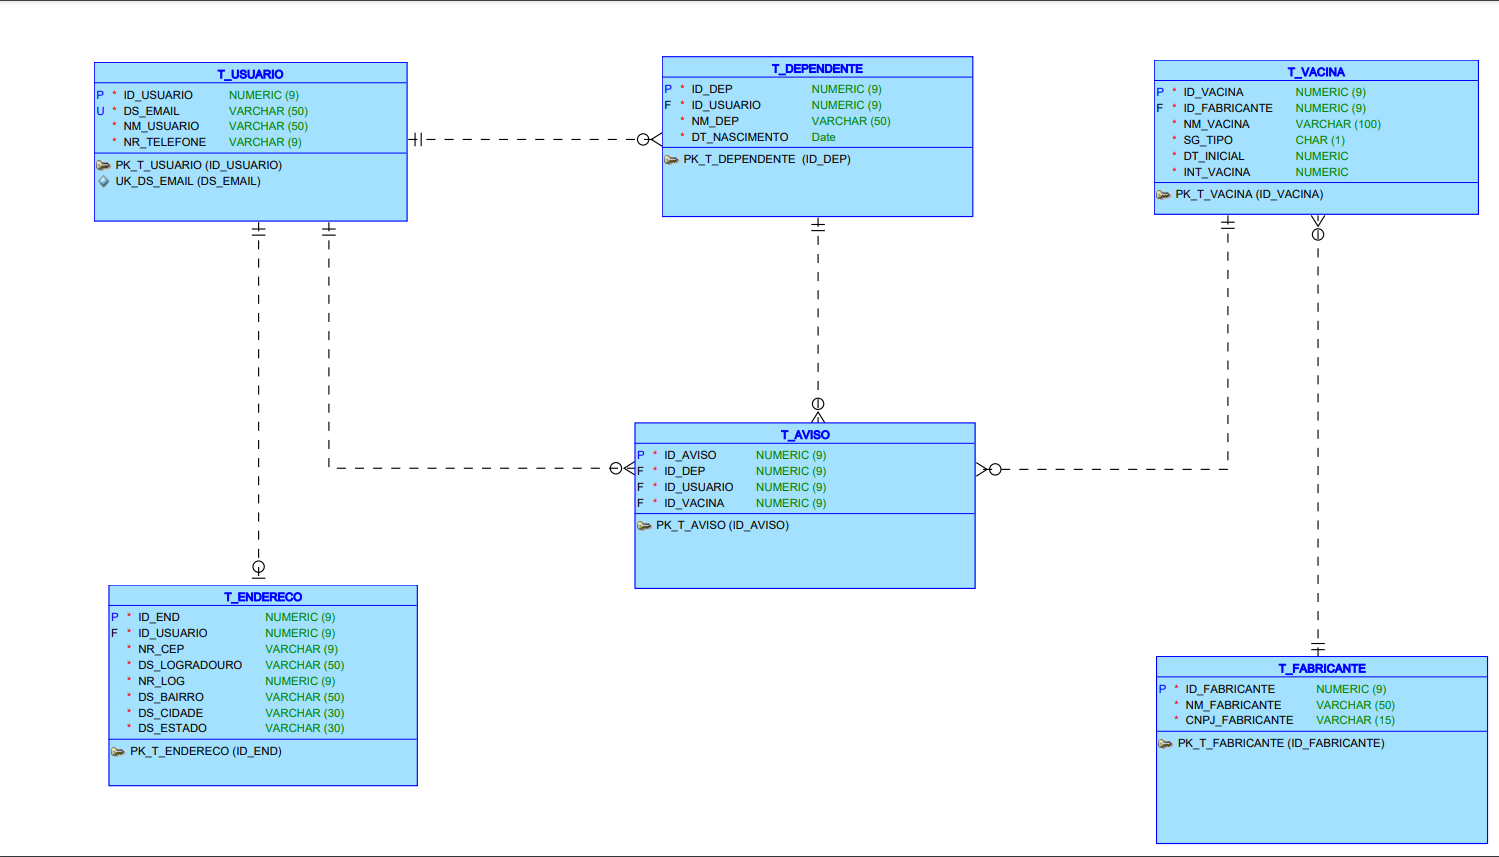 T_USUARIO
P * ID_USUARIO NUMERIC (9)
U * DS_EMAIL VARCHAR (50)
* NM_USUARIO VARCHAR (50)
* NR_TELEFONE VARCHAR (9)
PK_T_USUARIO (ID_USUARIO)
UK_DS_EMAIL (DS_EMAIL)
T_DEPENDENTE
P * ID_DEP NUMERIC (9)
F * ID_USUARIO NUMERIC (9)
* NM_DEP VARCHAR (50)
* DT_NASCIMENTO Date
PK_T_DEPENDENTE (ID_DEP)
T_VACINA
P * ID_VACINA NUMERIC (9)
F * ID_FABRICANTE NUMERIC (9)
* NM_VACINA VARCHAR (100)
* SG_TIPO CHAR (1)
* DT_INICIAL NUMERIC
* INT_VACINA NUMERIC
PK_T_VACINA (ID_VACINA)
T_AVISO
P * ID_AVISO NUMERIC (9)
F * ID_DEP NUMERIC (9)
F * ID_USUARIO NUMERIC (9)
F * ID_VACINA NUMERIC (9)
PK_T_AVISO (ID_AVISO)
T_ENDERECO
P * ID_END NUMERIC (9)
F * ID_USUARIO NUMERIC (9)
* NR_CEP VARCHAR (9)
* DS_LOGRADOURO VARCHAR (50)
* NR_LOG NUMERIC (9)
* DS_BAIRRO VARCHAR (50)
* DS_CIDADE VARCHAR (30)
* DS_ESTADO VARCHAR (30)
PK_T_ENDERECO (ID_END)
T_FABRICANTE
P * ID_FABRICANTE NUMERIC (9)
* NM_FABRICANTE VARCHAR (50)
* CNPJ_FABRICANTE VARCHAR (15)
PK_T_FABRICANTE (ID_FABRICANTE)